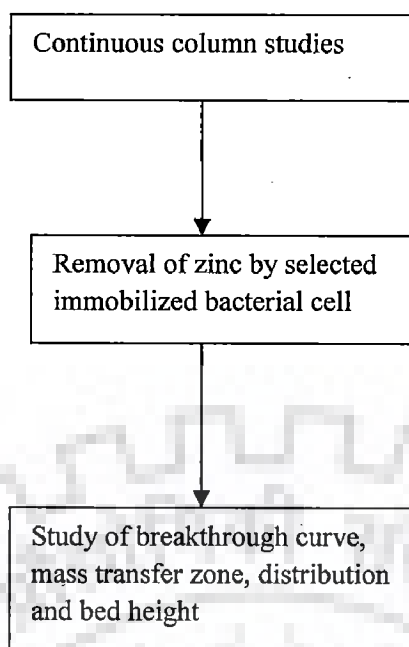 Continuous column studies
Removal of zinc by selected
immobilized bacterial cell
Study of breakthrough curve,
mass transfer zone, distribution
and bed height